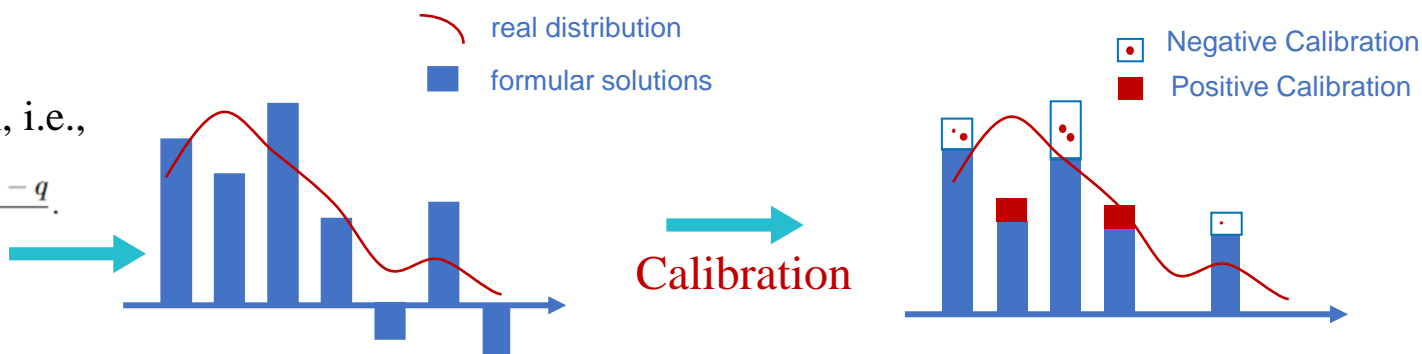 real distribution
formular solutions
, i.e.,
− q
.
Calibration
Negative Calibration
Positive Calibration